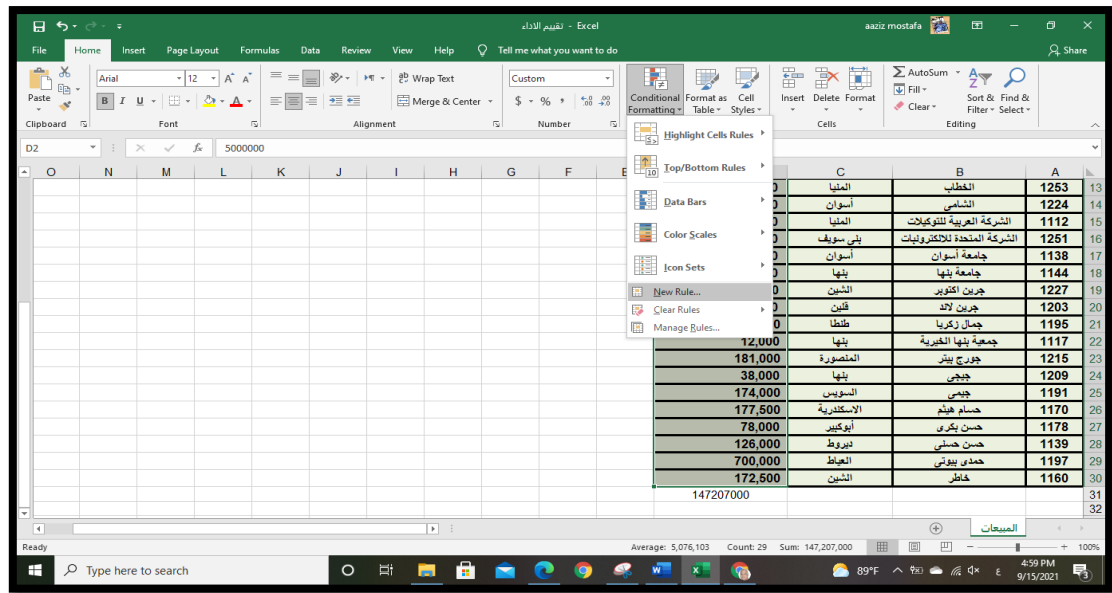 تقييم الاداء - Excel
aaziz mostafa
File Home Insert Page Layout Formulas Data Review View Help Tell me what you want to do Share
Paste
Clipboard
Arial 12
B I U
Font
Wrap Text
Merge & Center
Alignment
Custom
$ % ,
Number
Conditional Formatting
Format as Table
Cell Styles
Insert Delete Format
Cells
AutoSum
Fill
Clear
Sort & Filter
Find & Select
Editing
D2 fx 5000000
Highlight Cells Rules
Top/Bottom Rules
Data Bars
Color Scales
Icon Sets
New Rule...
Clear Rules
Manage Rules...
O N M L K J I H G F E C B A
13 1253 الخطاب المنيا
14 1224 الشامى أسوان
15 1112 الشركة العربية للتوكيلات المنيا
16 1251 الشركة المتحدة للالكترونيات بنى سويف
17 1138 جامعة أسوان أسوان
18 1144 جامعة بنها بنها
19 1227 جرين اكتوبر الشين
20 1203 جرين لاند قلين
21 1195 جمال زكريا طنطا
22 1117 جمعية بنها الخيرية بنها 12,000
23 1215 جورج بيتر المنصورة 181,000
24 1209 جيجى بنها 38,000
25 1191 جيمى السويس 174,000
26 1170 حسام هيثم الاسكندرية 177,500
27 1178 حسن بكرى أبوكبير 78,000
28 1139 حسن حسنى ديروط 126,000
29 1197 حمدى بيوتى العياط 700,000
30 1160 خاطر الشين 172,500
31 147207000
32
المبيعات
Ready
Average: 5,076,103 Count: 29 Sum: 147,207,000 100%
Type here to search
89°F ع 4:59 PM
9/15/2021 3